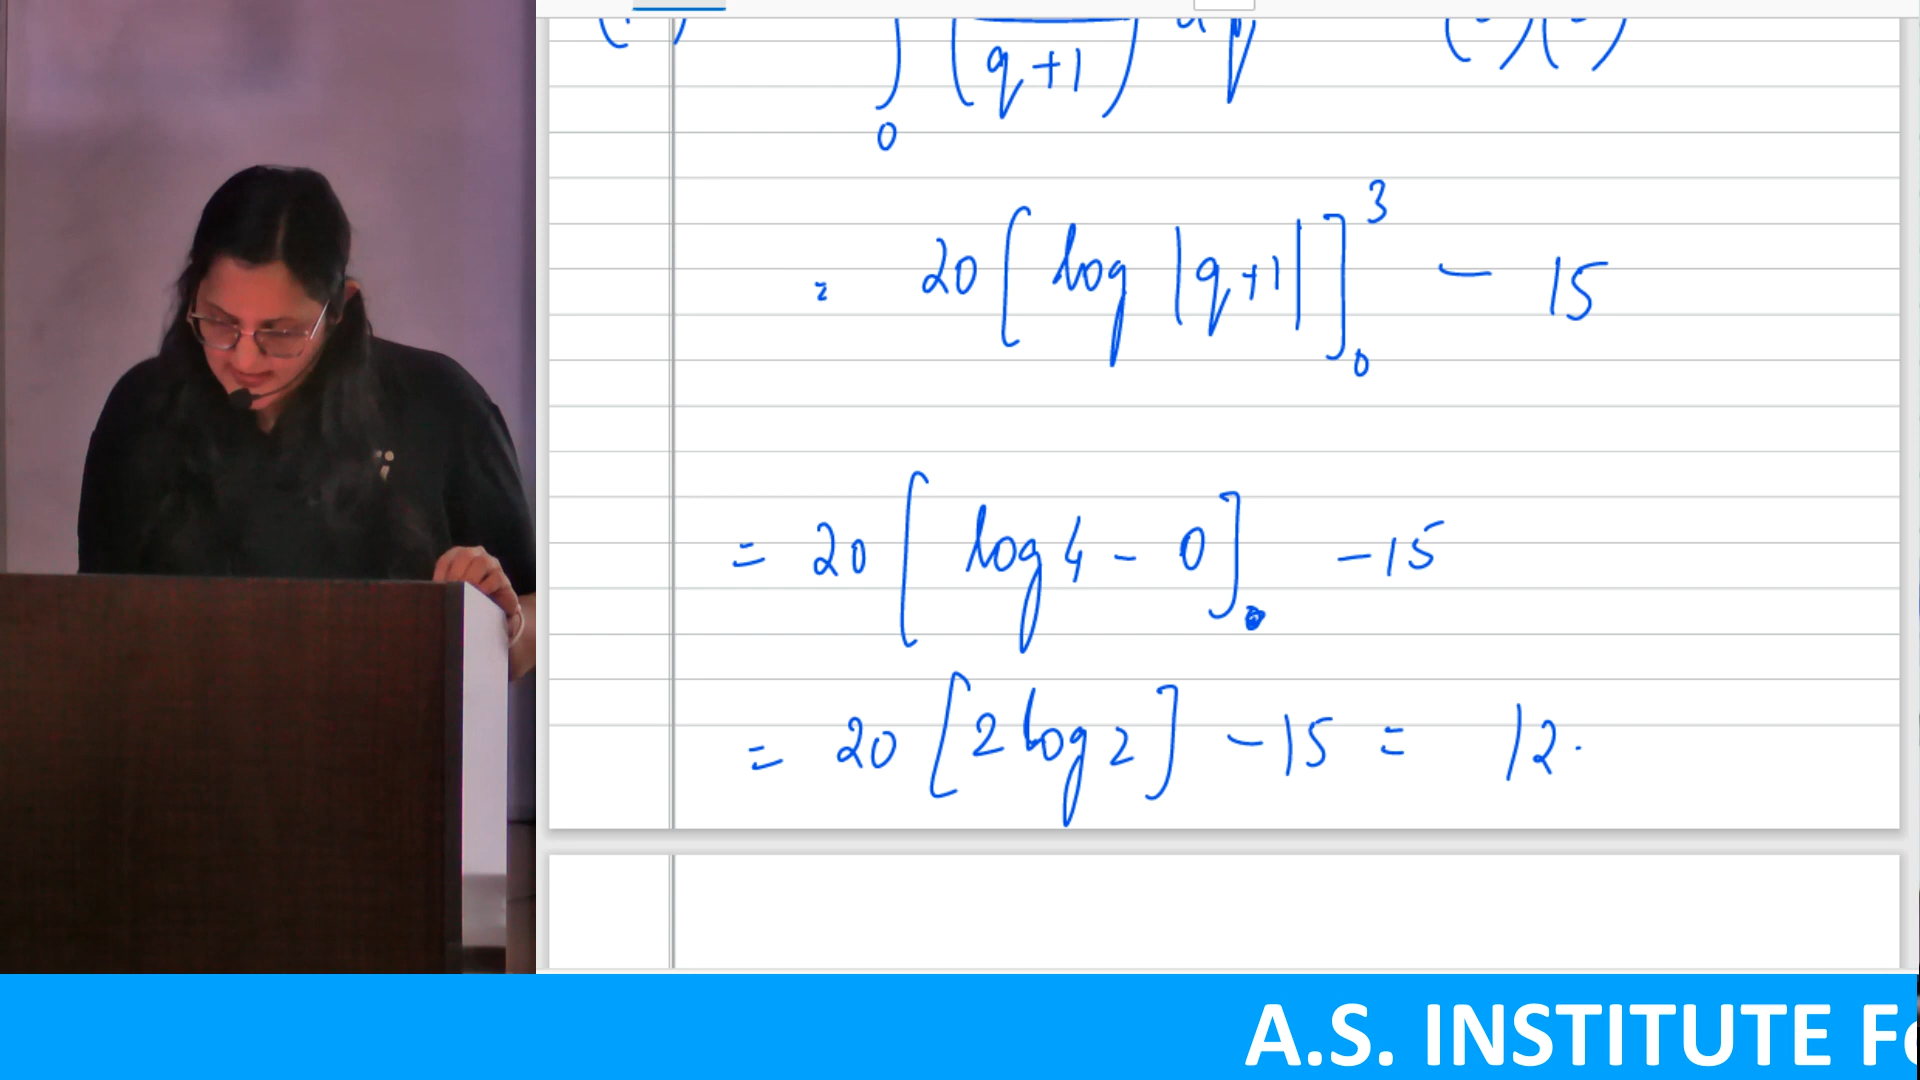 ∫ ( / q+1 ) dq ( )( )
0
= 20 [ log |q+1| ]₀³ − 15
= 20 [ log 4 - 0 ] -15
= 20 [ 2 log 2 ] -15 = 12.
A.S. INSTITUTE F